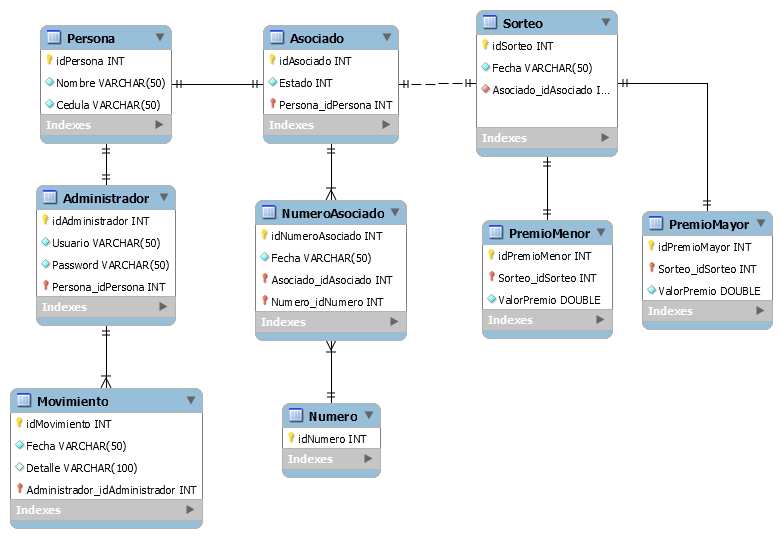 Persona
idPersona INT
Nombre VARCHAR(50)
Cedula VARCHAR(50)
Indexes
Asociado
idAsociado INT
Estado INT
Persona_idPersona INT
Indexes
Sorteo
idSorteo INT
Fecha VARCHAR(50)
Asociado_idAsociado I...
Indexes
Administrador
idAdministrador INT
Usuario VARCHAR(50)
Password VARCHAR(50)
Persona_idPersona INT
Indexes
NumeroAsociado
idNumeroAsociado INT
Fecha VARCHAR(50)
Asociado_idAsociado INT
Numero_idNumero INT
Indexes
PremioMenor
idPremioMenor INT
Sorteo_idSorteo INT
ValorPremio DOUBLE
Indexes
PremioMayor
idPremioMayor INT
Sorteo_idSorteo INT
ValorPremio DOUBLE
Indexes
Movimiento
idMovimiento INT
Fecha VARCHAR(50)
Detalle VARCHAR(100)
Administrador_idAdministrador INT
Indexes
Numero
idNumero INT
Indexes